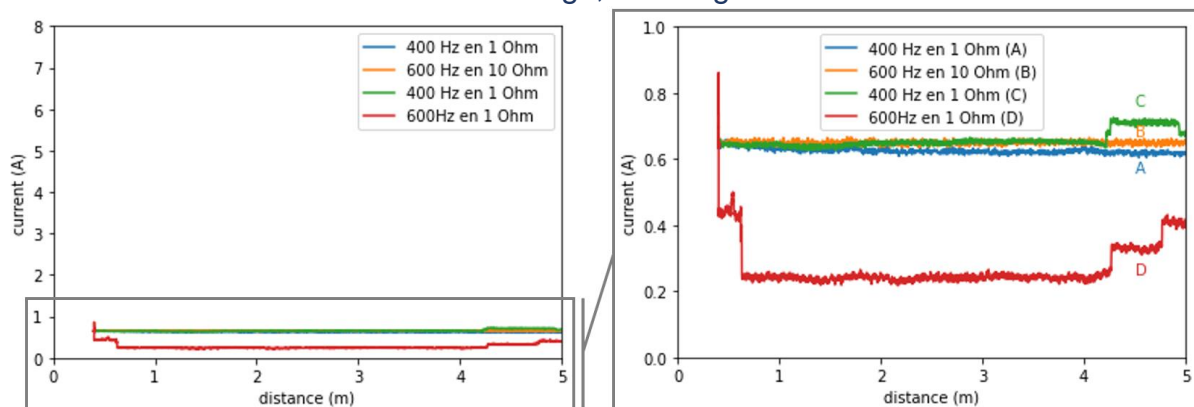 8
7
6
5
4
3
2
1
0
current (A)
400 Hz en 1 Ohm
600 Hz en 10 Ohm
400 Hz en 1 Ohm
600Hz en 1 Ohm
0 1 2 3 4 5
distance (m)
1.0
0.8
0.6
0.4
0.2
0.0
current (A)
400 Hz en 1 Ohm (A)
600 Hz en 10 Ohm (B)
400 Hz en 1 Ohm (C)
600Hz en 1 Ohm (D)
C
B
A
D
0 1 2 3 4 5
distance (m)